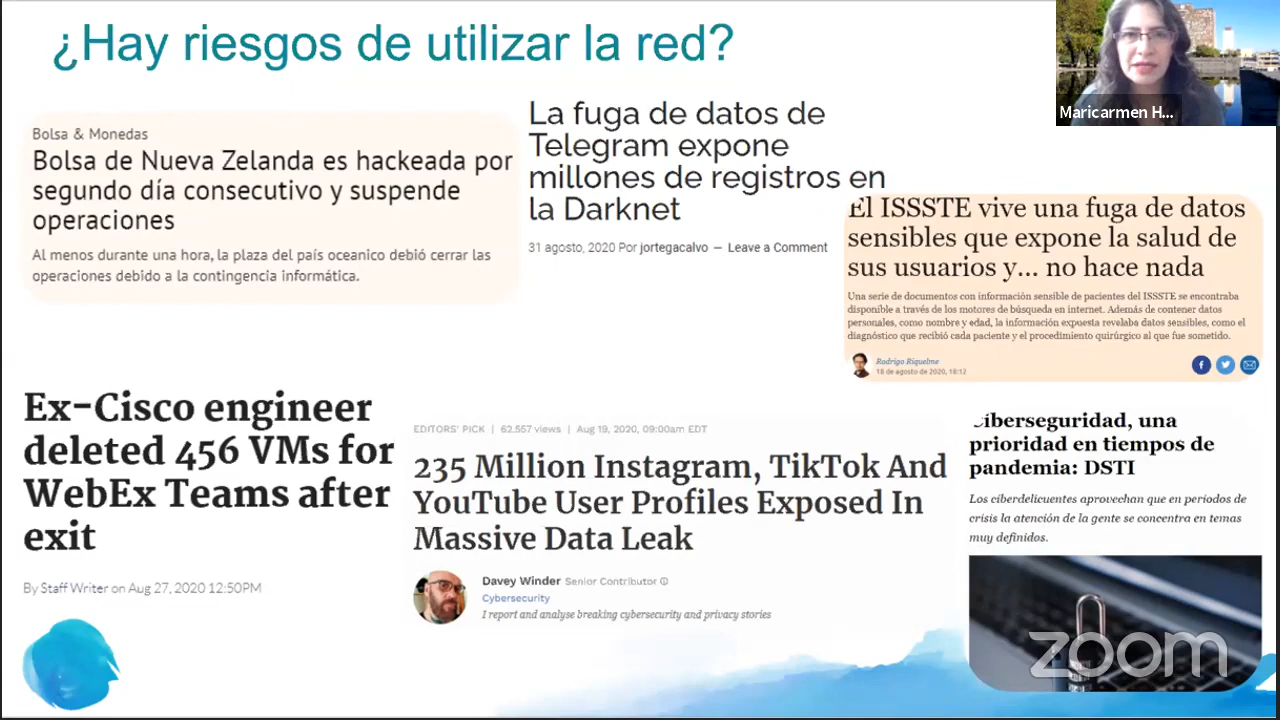 ¿Hay riesgos de utilizar la red?
Maricarmen H...
Bolsa & Monedas
Bolsa de Nueva Zelanda es hackeada por
segundo día consecutivo y suspende
operaciones
Al menos durante una hora, la plaza del país oceanico debió cerrar las
operaciones debido a la contingencia informática.
La fuga de datos de
Telegram expone
millones de registros en
la Darknet
31 agosto, 2020 Por jortegacalvo — Leave a Comment
El ISSSTE vive una fuga de datos
sensibles que expone la salud de
sus usuarios y... no hace nada
Una serie de documentos con información sensible de pacientes del ISSSTE se encontraba
disponible a través de los motores de búsqueda en internet. Además de contener datos
personales, como nombre y edad, la información expuesta revelaba datos sensibles, como el
diagnóstico que recibió cada paciente y el procedimiento quirúrgico al que fue sometido.
Rodrigo Riquelme
18 de agosto de 2020, 18:12
Ex-Cisco engineer
deleted 456 VMs for
WebEx Teams after
exit
By Staff Writer on Aug 27, 2020 12:50PM
EDITORS' PICK | 62,557 views | Aug 19, 2020, 09:00am EDT
235 Million Instagram, TikTok And
YouTube User Profiles Exposed In
Massive Data Leak
Davey Winder Senior Contributor
Cybersecurity
I report and analyse breaking cybersecurity and privacy stories
Ciberseguridad, una
prioridad en tiempos de
pandemia: DSTI
Los ciberdelicuentes aprovechan que en periodos de
crisis la atención de la gente se concentra en temas
muy definidos.
zoom